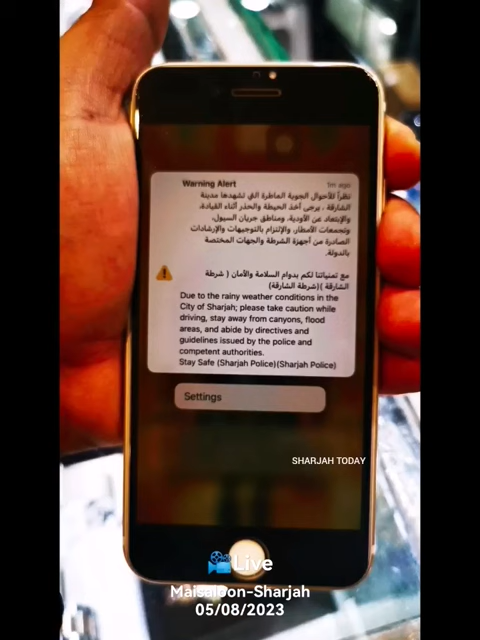 Warning Alert
1m ago
نظراً للأحوال الجوية الماطرة التي تشهدها مدينة
الشارقة ، يرجى أخذ الحيطة والحذر أثناء القيادة،
والإبتعاد عن الأودية، ومناطق جريان السيول،
وتجمعات الأمطار، والإلتزام بالتوجيهات والإرشادات
الصادرة من أجهزة الشرطة والجهات المختصة
بالدولة.
مع تمنياتنا لكم بدوام السلامة والأمان ( شرطة
الشارقة )(شرطة الشارقة)
Due to the rainy weather conditions in the
City of Sharjah; please take caution while
driving, stay away from canyons, flood
areas, and abide by directives and
guidelines issued by the police and
competent authorities.
Stay Safe (Sharjah Police)(Sharjah Police)
Settings
SHARJAH TODAY
Live
Maisaloon-Sharjah
05/08/2023